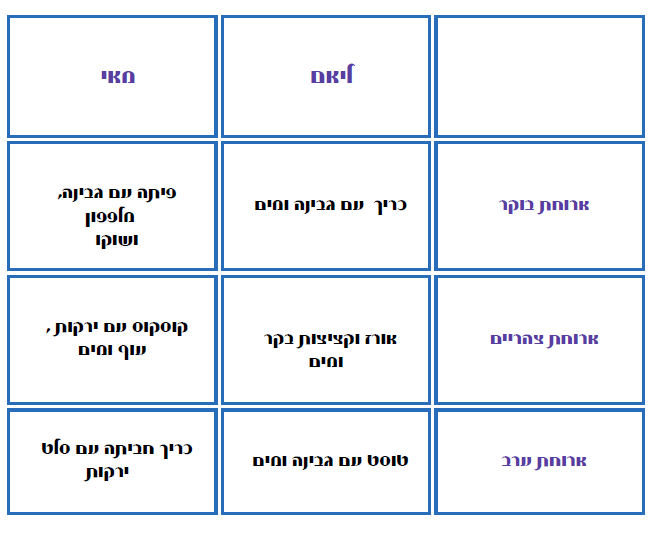 ליאם
מאי
ארוחת בוקר
כריך עם גבינה ומים
פיתה עם גבינה,
מלפפון
ושוקו
ארוחת צהריים
אורז וקציצות בקר
ומים
קוסקוס עם ירקות ,
עוף ומים
ארוחת ערב
טוסט עם גבינה ומים
כריך חביתה עם סלט
ירקות